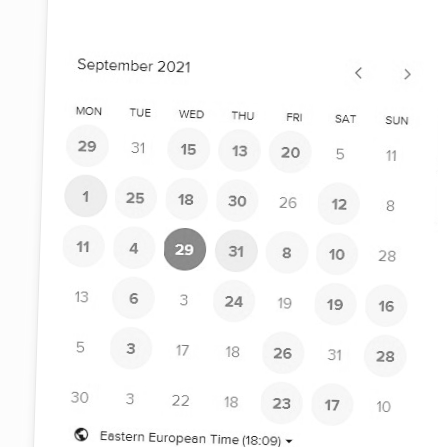 September 2021
MON TUE WED THU FRI SAT SUN
29 31 15 13 20 5 11
1 25 18 30 26 12 8
11 4 29 31 8 10 28
13 6 3 24 19 19 16
5 3 17 18 26 31 28
30 3 22 18 23 17 10
Eastern European Time (18:09)